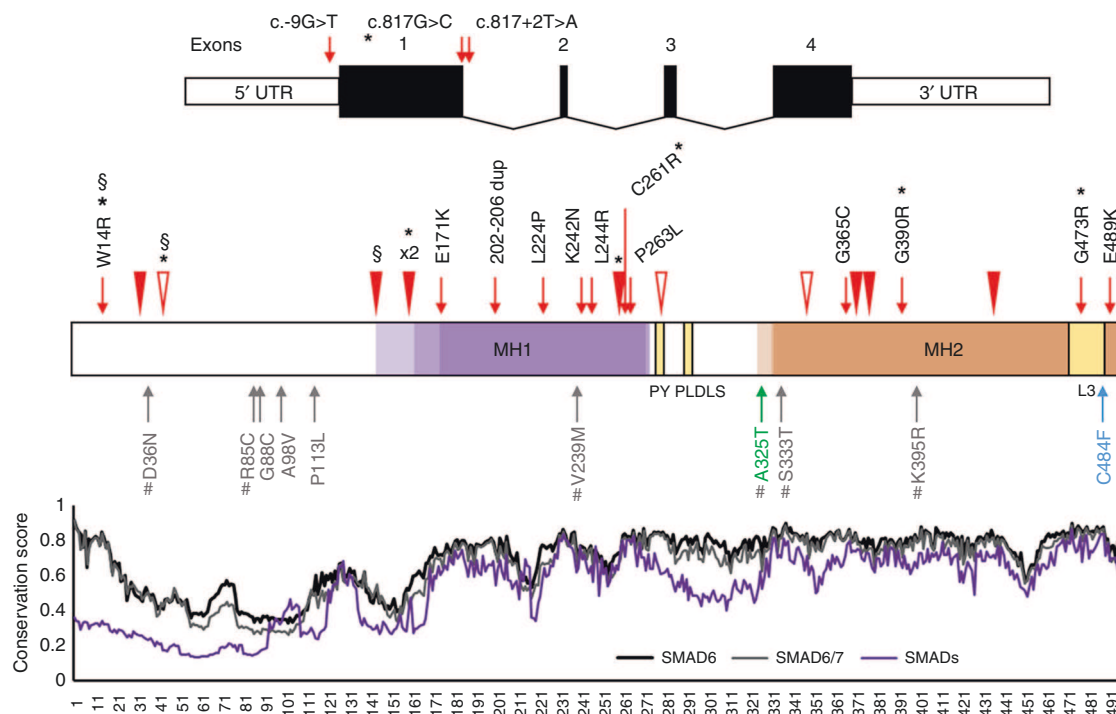 c.-9G>T c.817G>C c.817+2T>A
Exons * 1 2 3 4
5′ UTR 3′ UTR
§ * W14R
§ *
§
* x2
E171K
202-206 dup
L224P
K242N
L244R
*
C261R*
P263L
G365C
G390R *
G473R *
E489K
MH1 MH2
PY PLDLS L3
# D36N
# R85C
G88C
A98V
P113L
# V239M
# A325T
# S333T
# K395R
C484F
Conservation score
1
0.8
0.6
0.4
0.2
0
SMAD6 SMAD6/7 SMADs
1 11 21 31 41 51 61 71 81 91 101 111 121 131 141 151 161 171 181 191 201 211 221 231 241 251 261 271 281 291 301 311 321 331 341 351 361 371 381 391 401 411 421 431 441 451 461 471 481 491